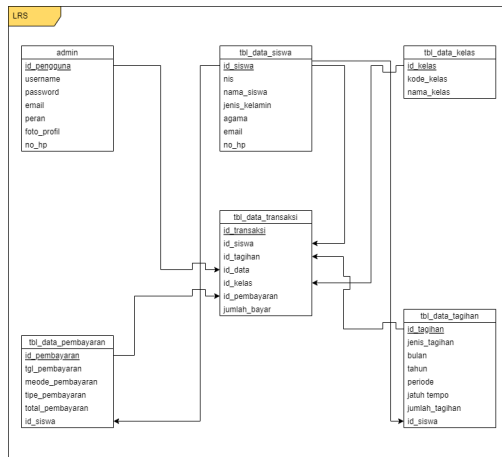 LRS
admin
id_pengguna
username
password
email
peran
foto_profil
no_hp
tbl_data_siswa
id_siswa
nis
nama_siswa
jenis_kelamin
agama
email
no_hp
tbl_data_kelas
id_kelas
kode_kelas
nama_kelas
tbl_data_transaksi
id_transaksi
id_siswa
id_tagihan
id_data
id_kelas
id_pembayaran
jumlah_bayar
tbl_data_pembayaran
id_pembayaran
tgl_pembayaran
meode_pembayaran
tipe_pembayaran
total_pembayaran
id_siswa
tbl_data_tagihan
id_tagihan
jenis_tagihan
bulan
tahun
periode
jatuh tempo
jumlah_tagihan
id_siswa